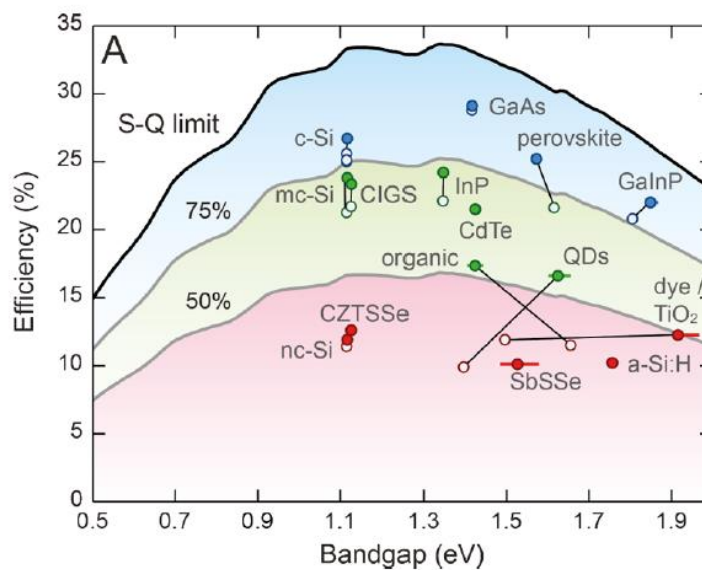 A
35
30
25
20
15
10
5
0
Efficiency (%)
S-Q limit
75%
50%
c-Si
GaAs
perovskite
mc-Si
CIGS
InP
GaInP
CdTe
organic
QDs
dye /
TiO₂
CZTSSe
nc-Si
SbSSe
a-Si:H
0.5 0.7 0.9 1.1 1.3 1.5 1.7 1.9
Bandgap (eV)